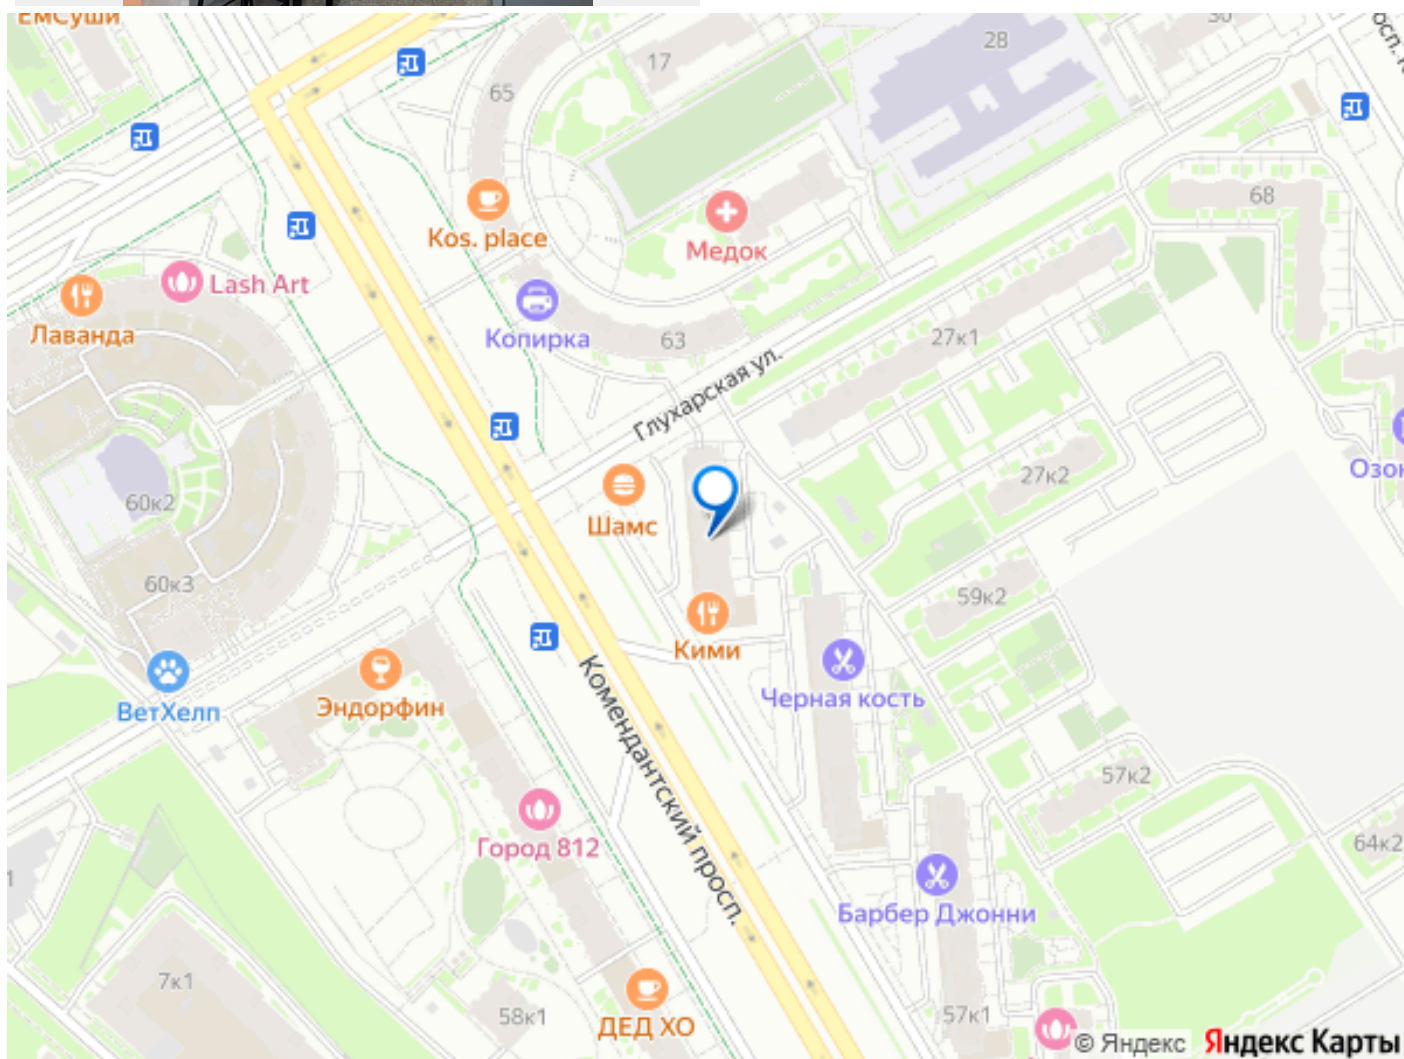 ЕмСуши
65
17
28
Kos. place
Медок
68
Lash Art
Лаванда
Копирка
63
27к1
Глухарская ул.
60к2
Шамс
27к2
60к3
59к2
Кими
Черная кость
ВетХелп
Эндорфин
Комендантский просп.
57к2
Город 812
64к2
Барбер Джонни
7к1
58к1
ДЕД ХО
57к1
© Яндекс Яндекс Карты